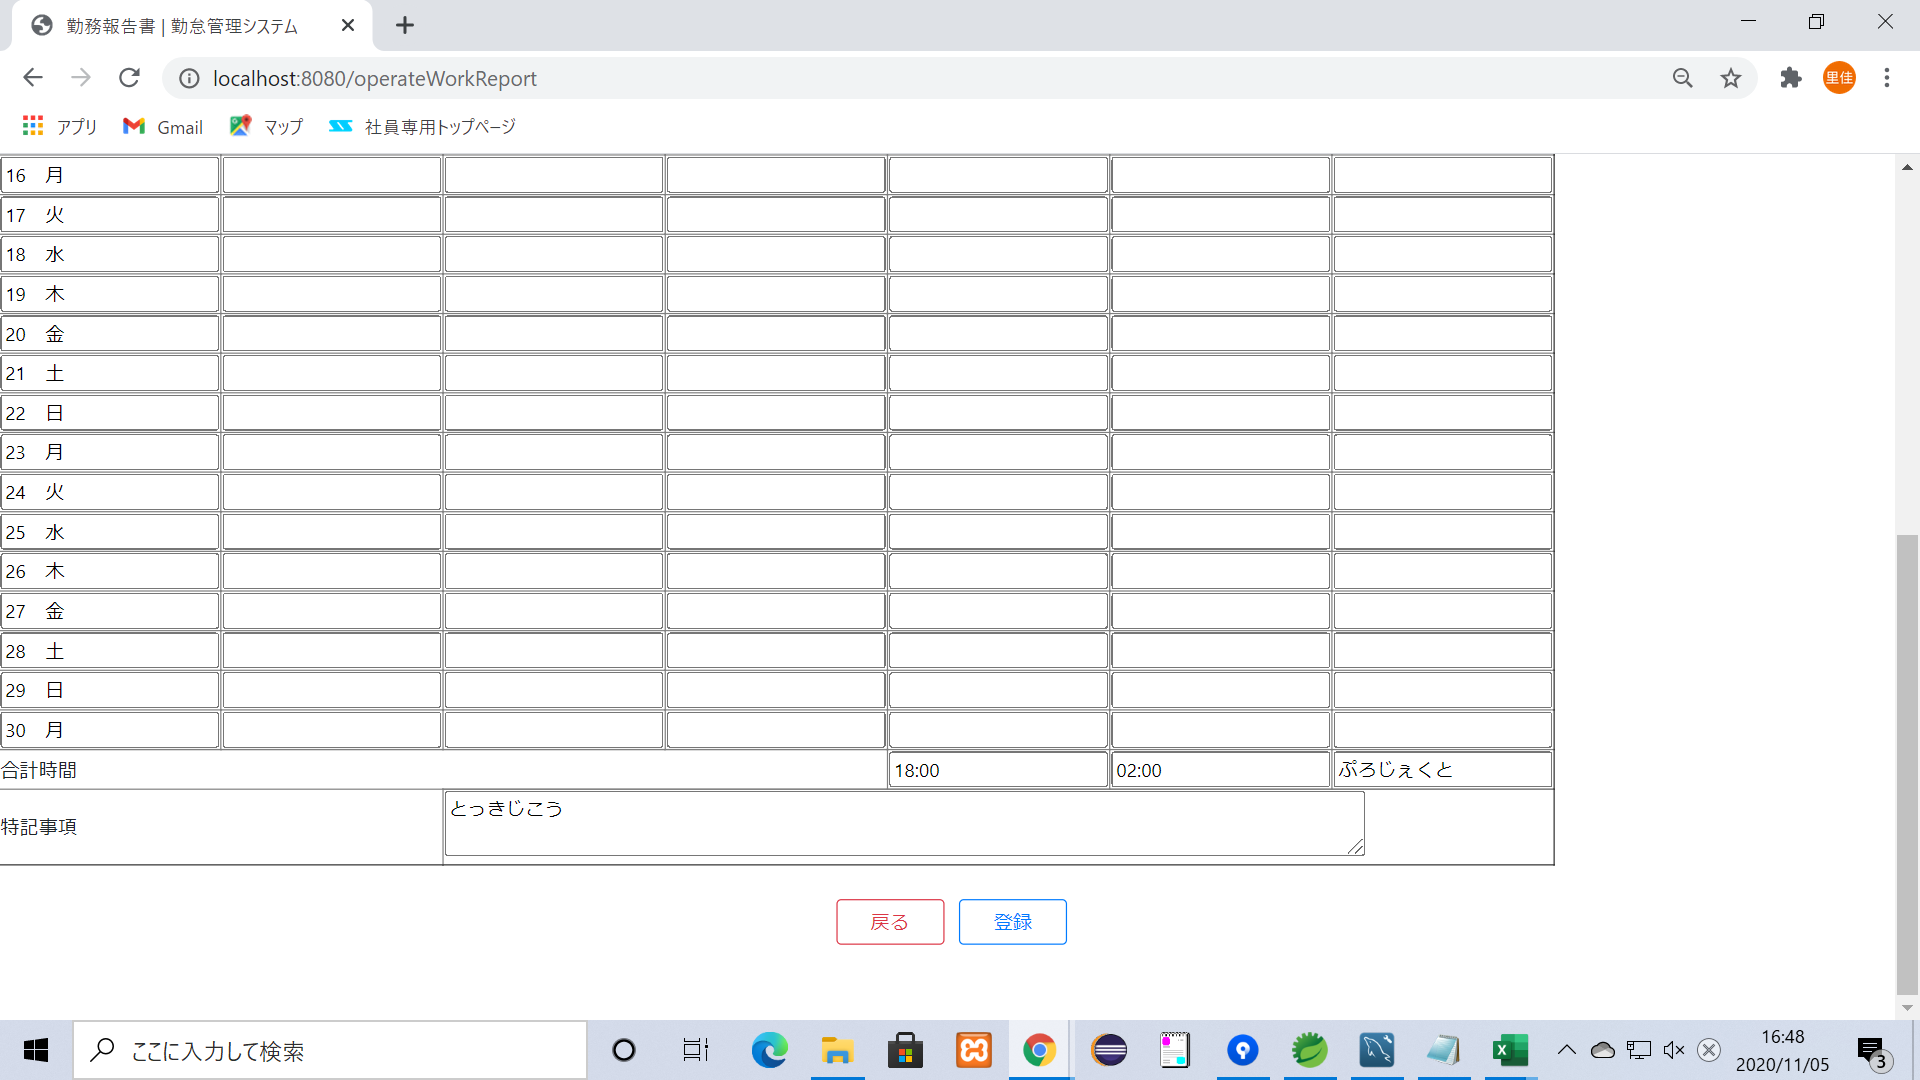 勤務報告書 | 勤怠管理システム
localhost:8080/operateWorkReport
里佳
アプリ Gmail マップ 社員専用トップページ
16 月
17 火
18 水
19 木
20 金
21 土
22 日
23 月
24 火
25 水
26 木
27 金
28 土
29 日
30 月
合計時間 18:00 02:00 ぷろじぇくと
特記事項 とっきじこう
戻る 登録
ここに入力して検索
16:48
2020/11/05
3